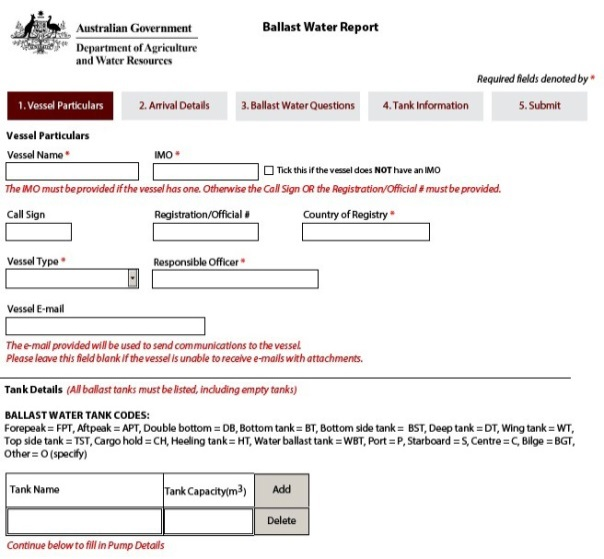 Australian Government
Department of Agriculture
and Water Resources
Ballast Water Report
Required fields denoted by *
1. Vessel Particulars
2. Arrival Details
3. Ballast Water Questions
4. Tank Information
5. Submit
Vessel Particulars
Vessel Name * IMO *
Tick this if the vessel does NOT have an IMO
The IMO must be provided if the vessel has one. Otherwise the Call Sign OR the Registration/Official # must be provided.
Call Sign Registration/Official # Country of Registry *
Vessel Type * Responsible Officer *
Vessel E-mail
The e-mail provided will be used to send communications to the vessel.
Please leave this field blank if the vessel is unable to receive e-mails with attachments.
Tank Details (All ballast tanks must be listed, including empty tanks)
BALLAST WATER TANK CODES:
Forepeak = FPT, Aftpeak = APT, Double bottom = DB, Bottom tank = BT, Bottom side tank = BST, Deep tank = DT, Wing tank = WT,
Top side tank = TST, Cargo hold = CH, Heeling tank = HT, Water ballast tank = WBT, Port = P, Starboard = S, Centre = C, Bilge = BGT,
Other = O (specify)
Tank Name Tank Capacity(m3) Add
Delete
Continue below to fill in Pump Details